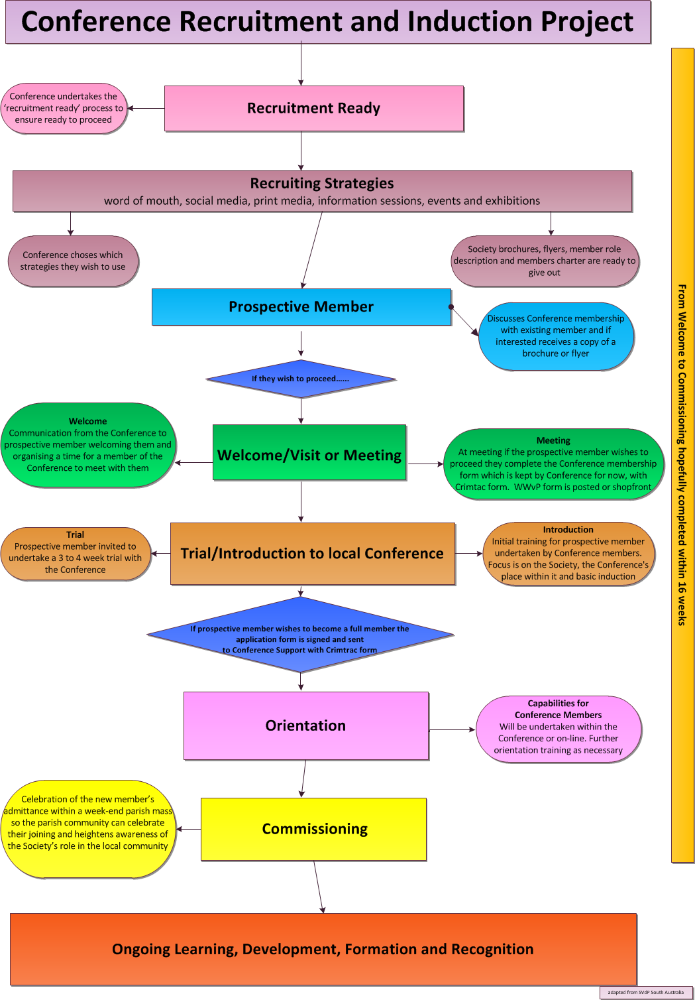 Conference Recruitment and Induction Project
Conference undertakes the
‘recruitment ready’ process to
ensure ready to proceed
Recruitment Ready
Recruiting Strategies
word of mouth, social media, print media, information sessions, events and exhibitions
Conference choses which
strategies they wish to use
Society brochures, flyers, member role
description and members charter are ready to
give out
Prospective Member
Discusses Conference membership
with existing member and if
interested receives a copy of a
brochure or flyer
If they wish to proceed......
Welcome
Communication from the Conference to
prospective member welcoming them and
organising a time for a member of the
Conference to meet with them
Welcome/Visit or Meeting
Meeting
At meeting if the prospective member wishes to
proceed they complete the Conference membership
form which is kept by Conference for now, with
Crimtac form.  WWvP form is posted or shopfront
Trial
Prospective member invited to
undertake a 3 to 4 week trial with
the Conference
Trial/Introduction to local Conference
Introduction
Initial training for prospective member
undertaken by Conference members.
Focus is on the Society, the Conference's
place within it and basic induction
If prospective member wishes to become a full member the
application form is signed and sent
to Conference Support with Crimtrac form
Orientation
Capabilities for
Conference Members
Will be undertaken within the
Conference or on-line. Further
orientation training as necessary
Celebration of the new member’s
admittance within a week-end parish mass
so the parish community can celebrate
their joining and heightens awareness of
the Society’s role in the local community
Commissioning
Ongoing Learning, Development, Formation and Recognition
From Welcome to Commissioning hopefully completed within 16 weeks
adapted from SVdP South Australia